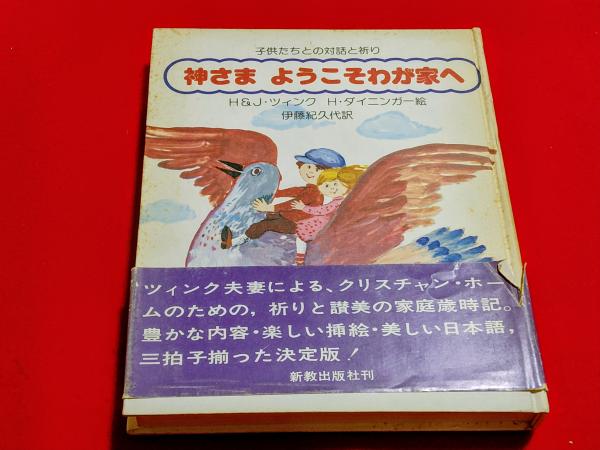 子供たちとの対話と祈り
神さま ようこそわが家へ
H&J・ツィンク H・ダイニンガー絵
伊藤紀久代訳
ツィンク夫妻による、クリスチャン・ホー
ムのための，祈りと讃美の家庭歳時記。
豊かな内容・楽しい挿絵・美しい日本語，
三拍子揃った決定版！
新教出版社刊